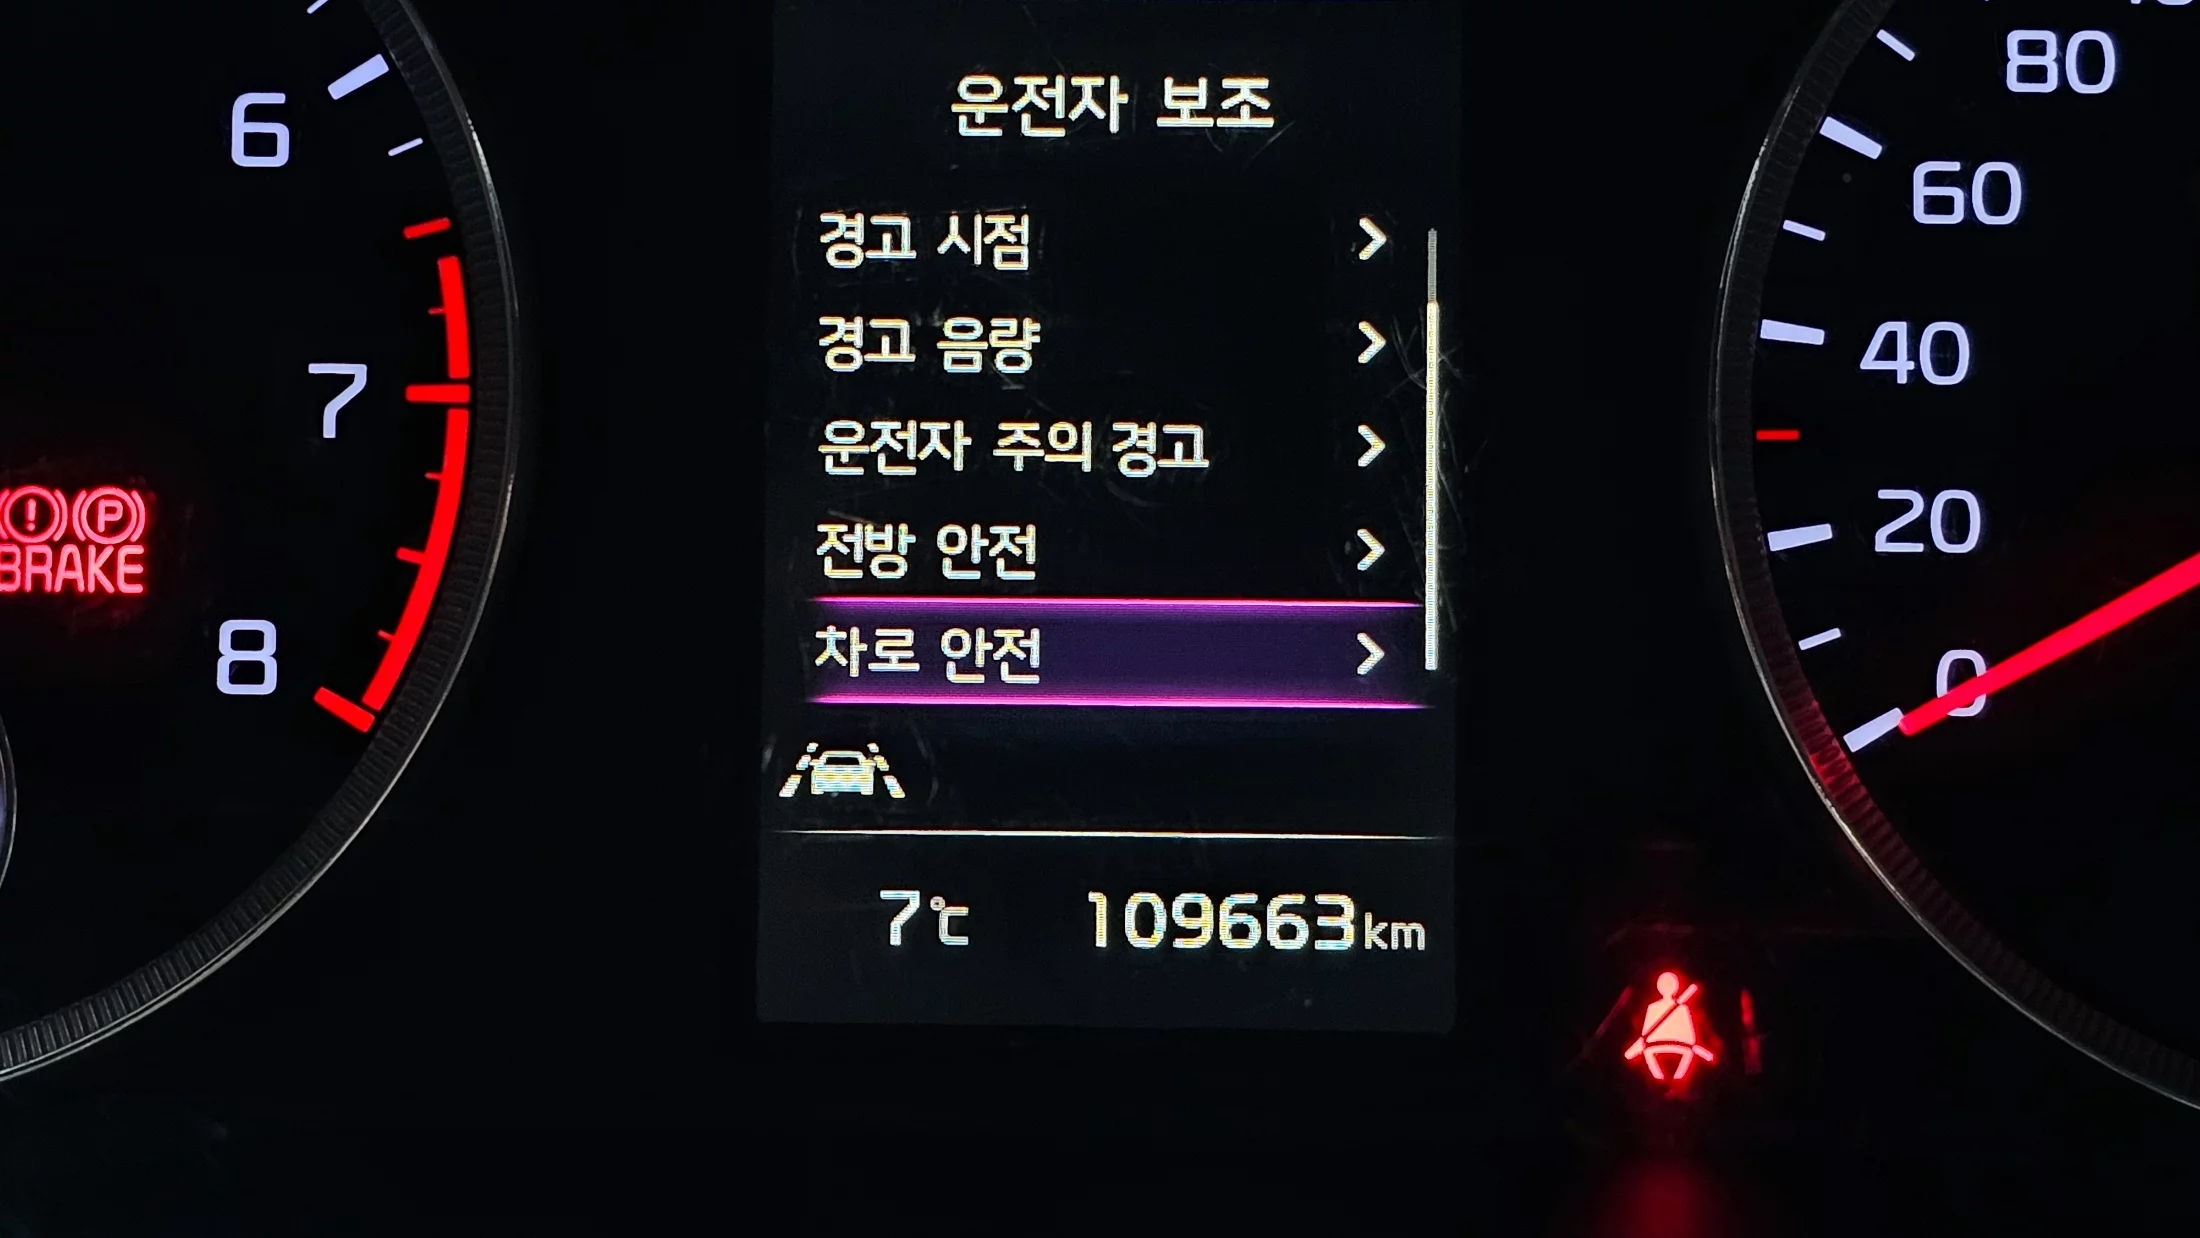 운전자 보조
경고 시점
경고 음량
운전자 주의 경고
전방 안전
차로 안전
7℃ 109663km
6
7
8
P
BRAKE
80
60
40
20
0